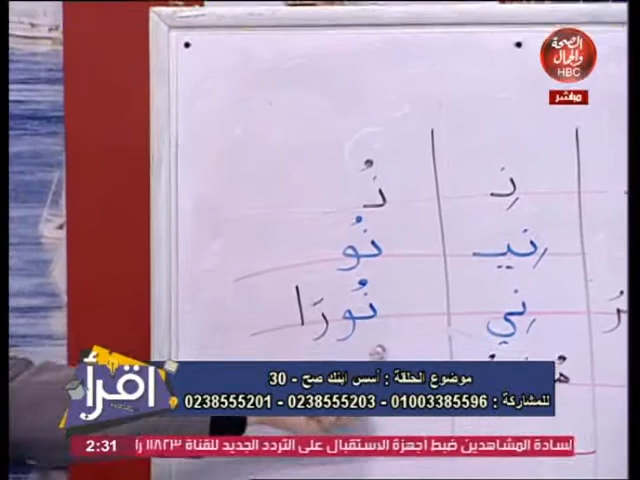 الصحة
والجمال
HBC
مباشر
نِ نُ
نِيـ نُو
نِي نُورًا
اقرأ
موضوع الحلقة : أسس ابنك صح - 30
للمشاركة : 01003385596 - 0238555203 - 0238555201
2:31
لسادة المشاهدين ضبط اجهزة الاستقبال على التردد الجديد للقناة ١١٨٢٣